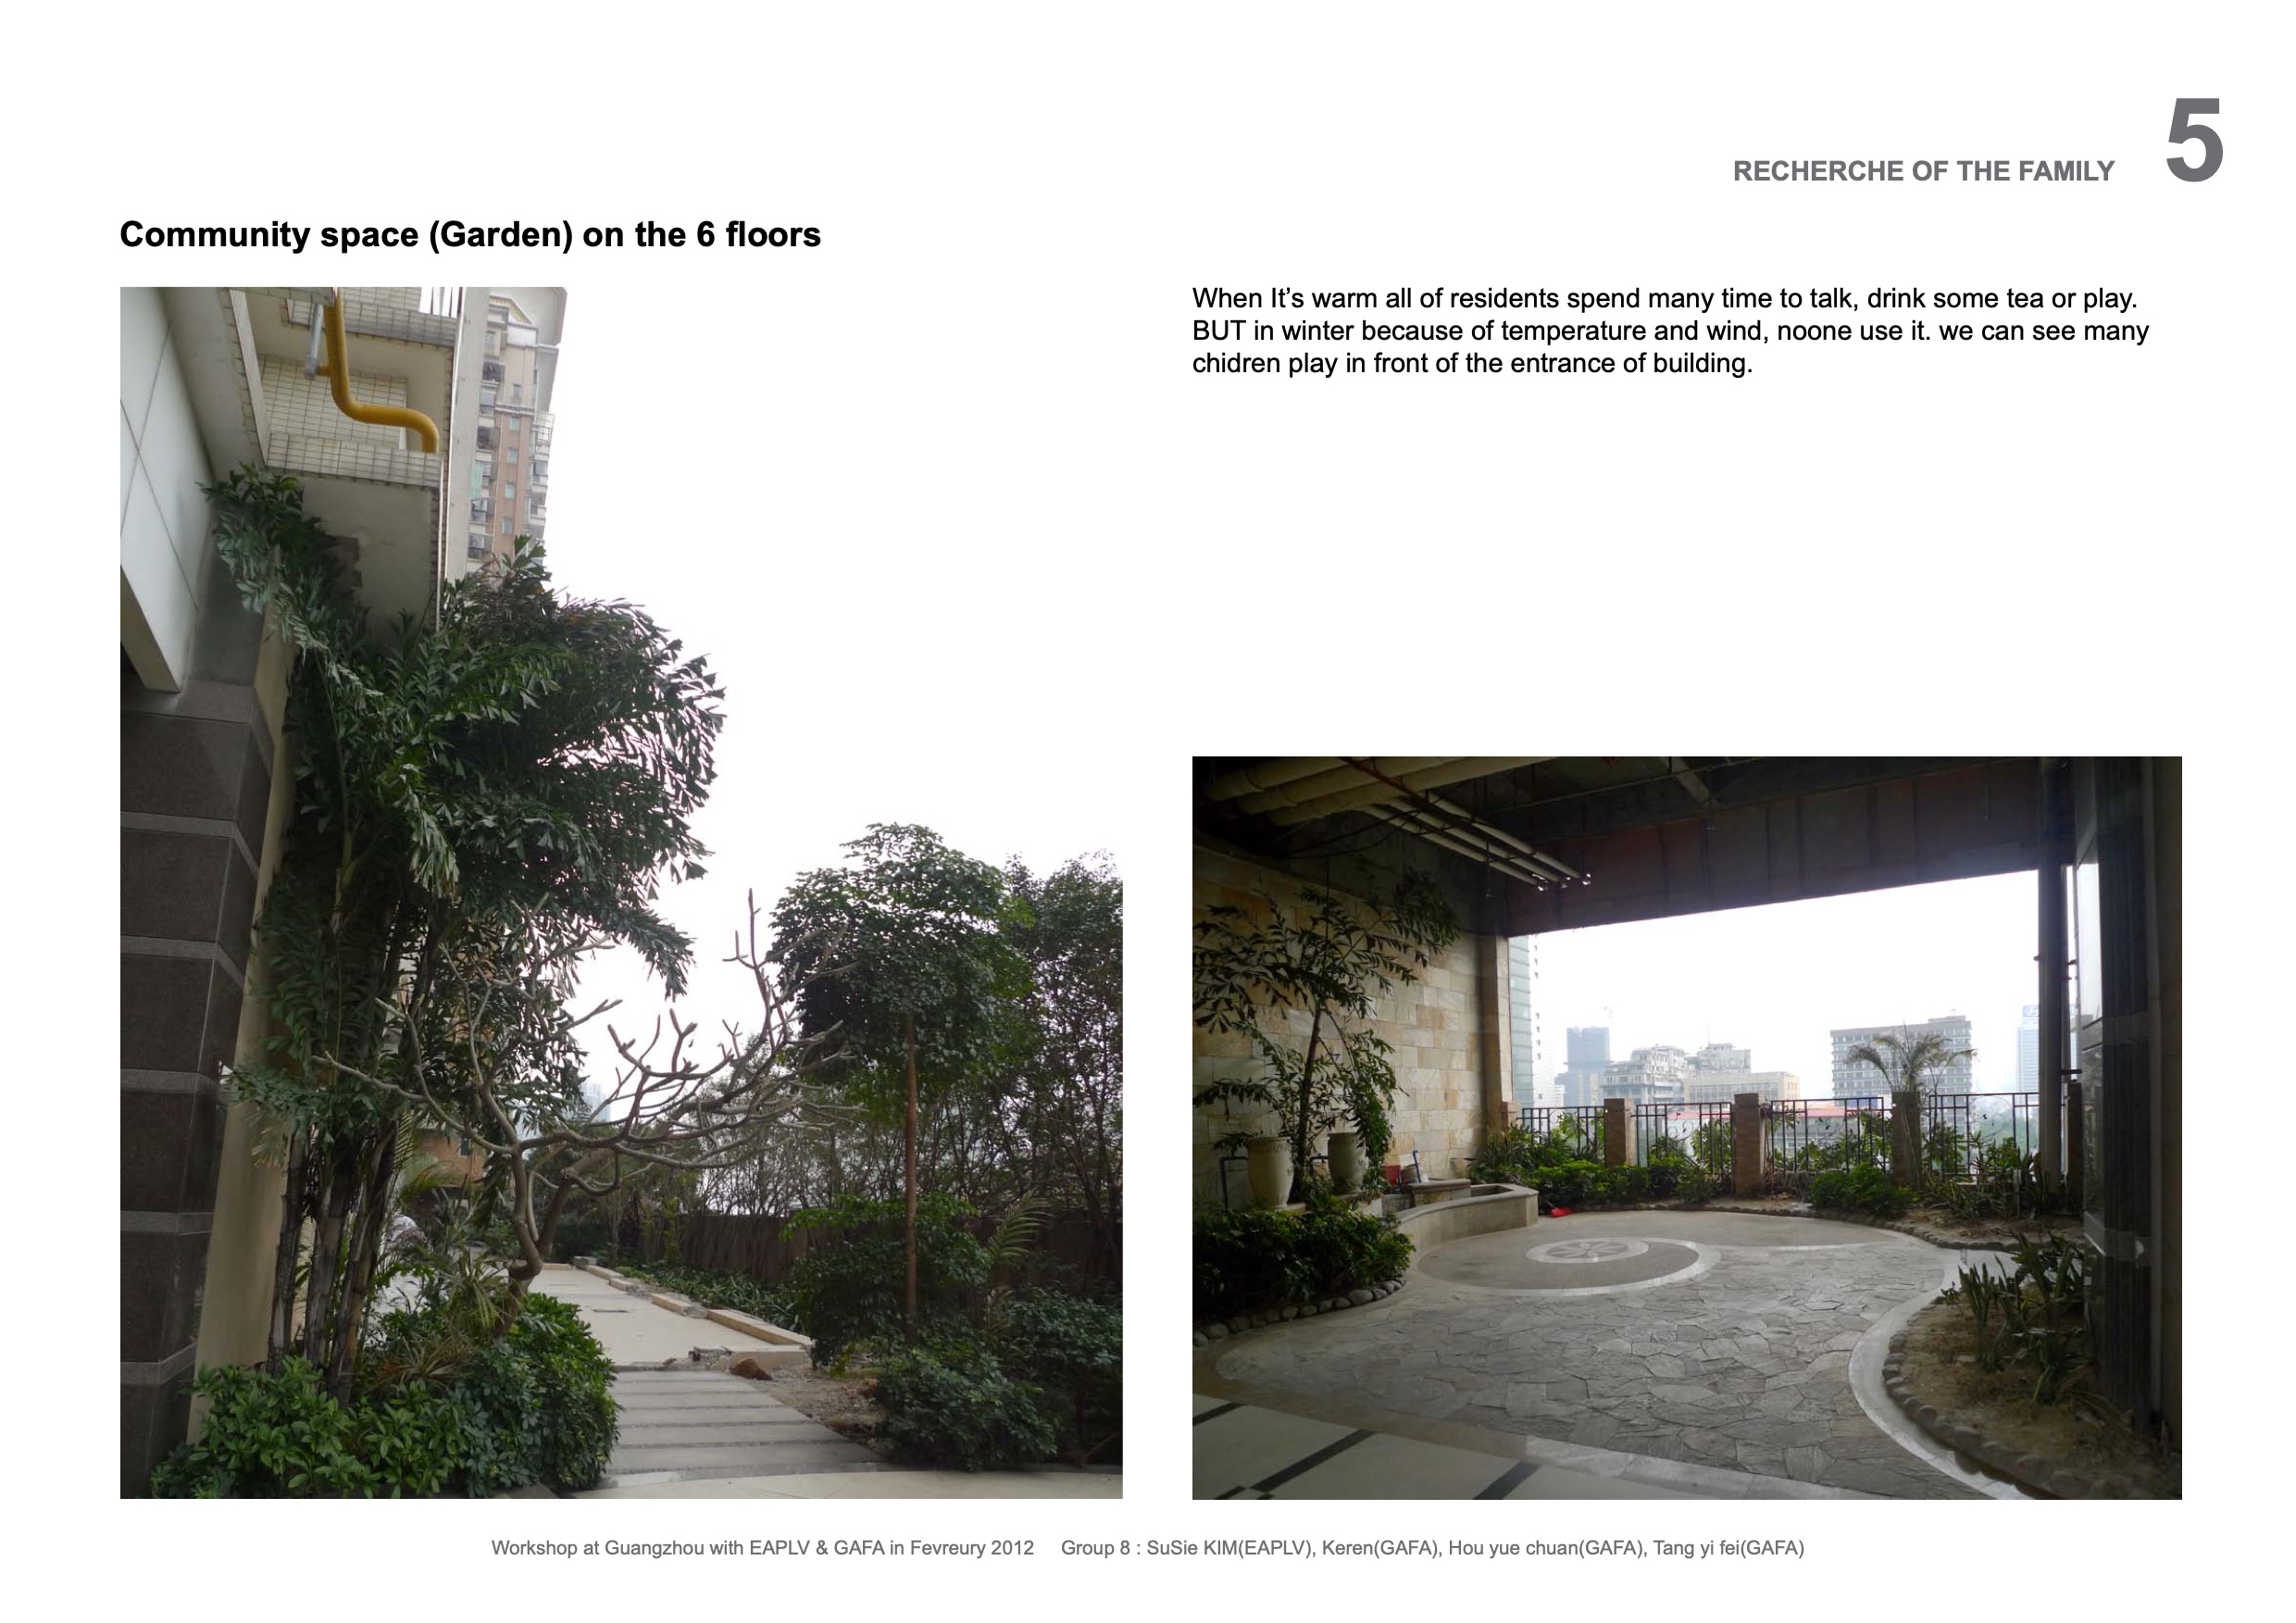 5
RECHERCHE OF THE FAMILY
Community space (Garden) on the 6 floors
When It’s warm all of residents spend many time to talk, drink some tea or play.
BUT in winter because of temperature and wind, noone use it. we can see many
chidren play in front of the entrance of building.
Workshop at Guangzhou with EAPLV & GAFA in Fevreury 2012 Group 8 : SuSie KIM(EAPLV), Keren(GAFA), Hou yue chuan(GAFA), Tang yi fei(GAFA)